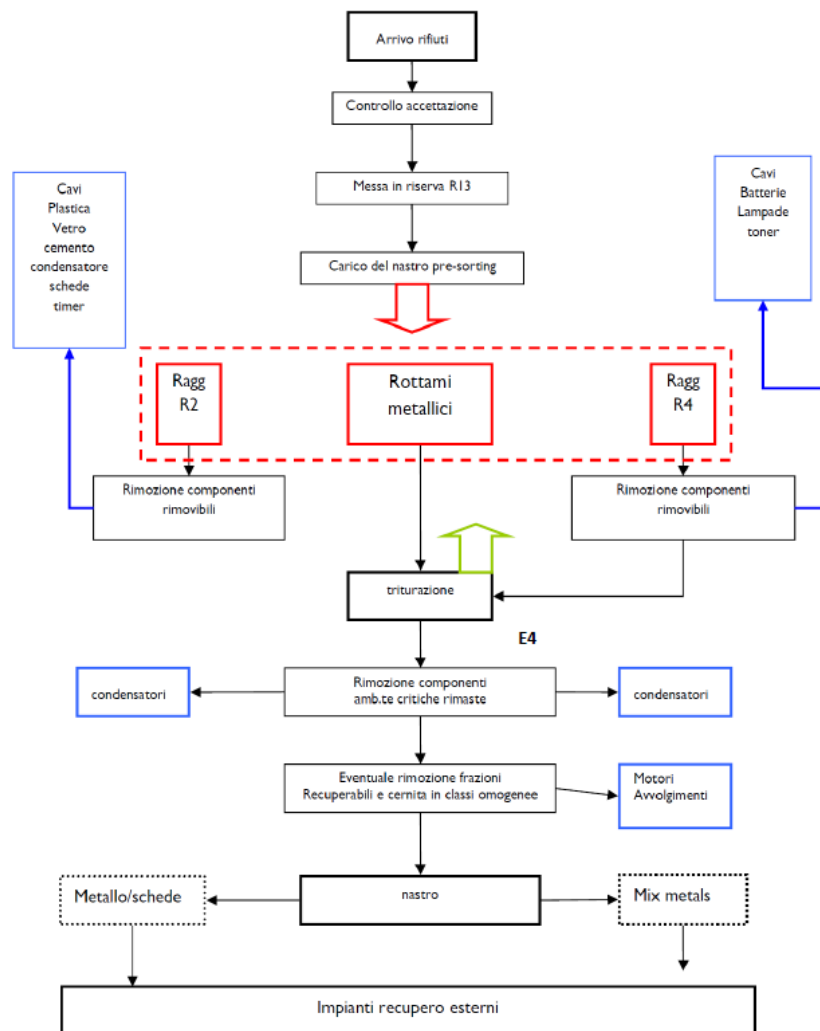 Arrivo rifiuti
Controllo accettazione
Messa in riserva R13
Carico del nastro pre-sorting
Cavi
Plastica
Vetro
cemento
condensatore
schede
timer
Cavi
Batterie
Lampade
toner
Ragg
R2
Rottami
metallici
Ragg
R4
Rimozione componenti
rimovibili
Rimozione componenti
rimovibili
triturazione
E4
condensatori
Rimozione componenti
amb.te critiche rimaste
condensatori
Eventuale rimozione frazioni
Recuperabili e cernita in classi omogenee
Motori
Avvolgimenti
Metallo/schede
nastro
Mix metals
Impianti recupero esterni